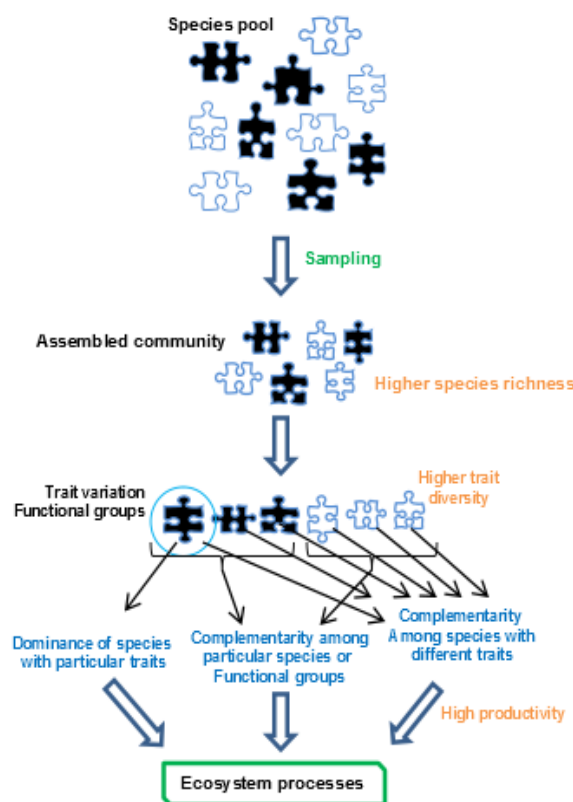 Species pool
Sampling
Assembled community
Higher species richness
Trait variation
Functional groups
Higher trait
diversity
Dominance of species
with particular traits
Complementarity among
particular species or
Functional groups
Complementarity
Among species with
different traits
High productivity
Ecosystem processes